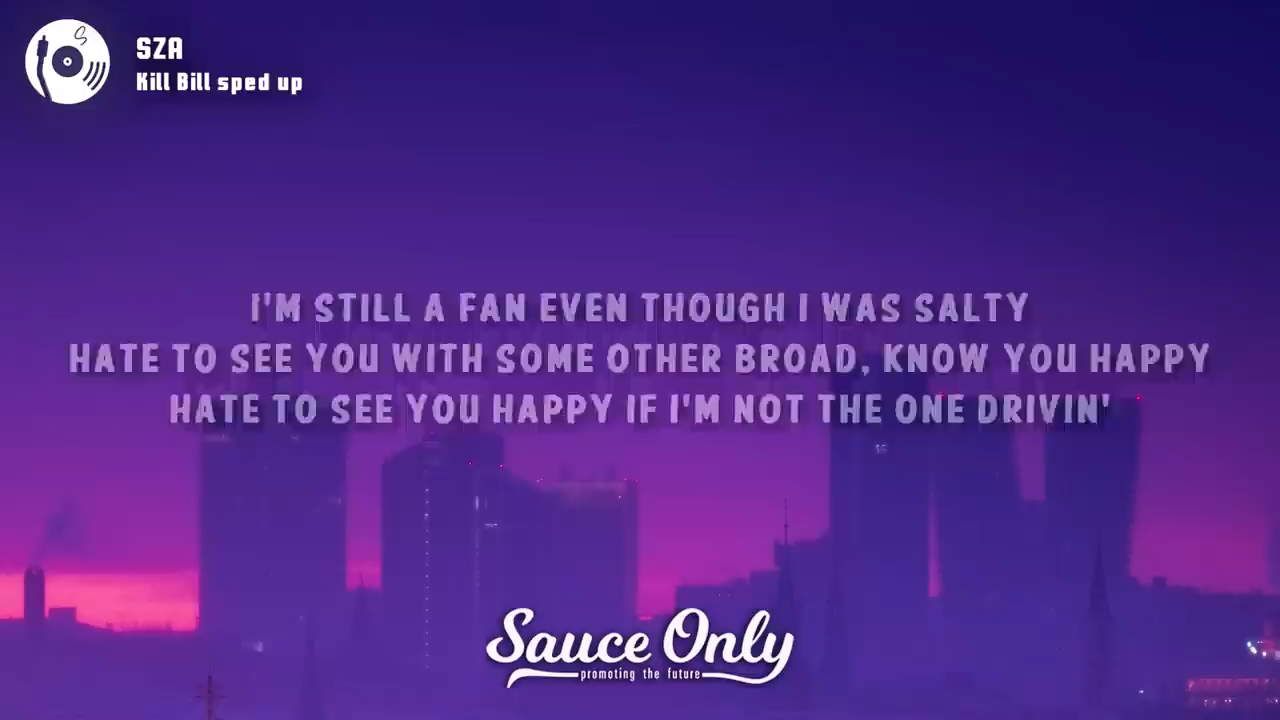 SZA
Kill Bill sped up
I'M STILL A FAN EVEN THOUGH I WAS SALTY
HATE TO SEE YOU WITH SOME OTHER BROAD, KNOW YOU HAPPY
HATE TO SEE YOU HAPPY IF I'M NOT THE ONE DRIVIN'
Sauce Only
promoting the future